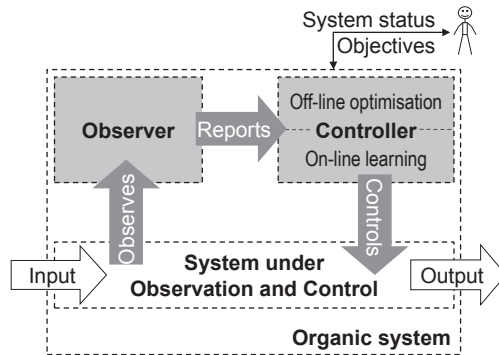 System status
Objectives
Observer
Reports
Off-line optimisation
Controller
On-line learning
Observes
Controls
Input
System under
Observation and Control
Output
Organic system